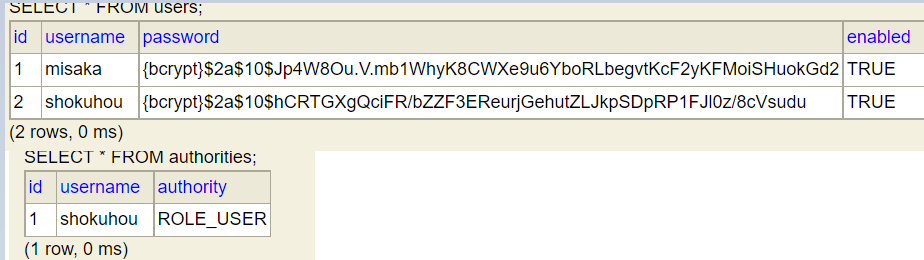 SELECT * FROM users;
id username password enabled
1 misaka {bcrypt}$2a$10$Jp4W8Ou.V.mb1WhyK8CWXe9u6YboRLbegvtKcF2yKFMoiSHuokGd2 TRUE
2 shokuhou {bcrypt}$2a$10$hCRTGXgQciFR/bZZF3EReurjGehutZLJkpSDpRP1FJl0z/8cVsudu TRUE
(2 rows, 0 ms)
SELECT * FROM authorities;
id username authority
1 shokuhou ROLE_USER
(1 row, 0 ms)